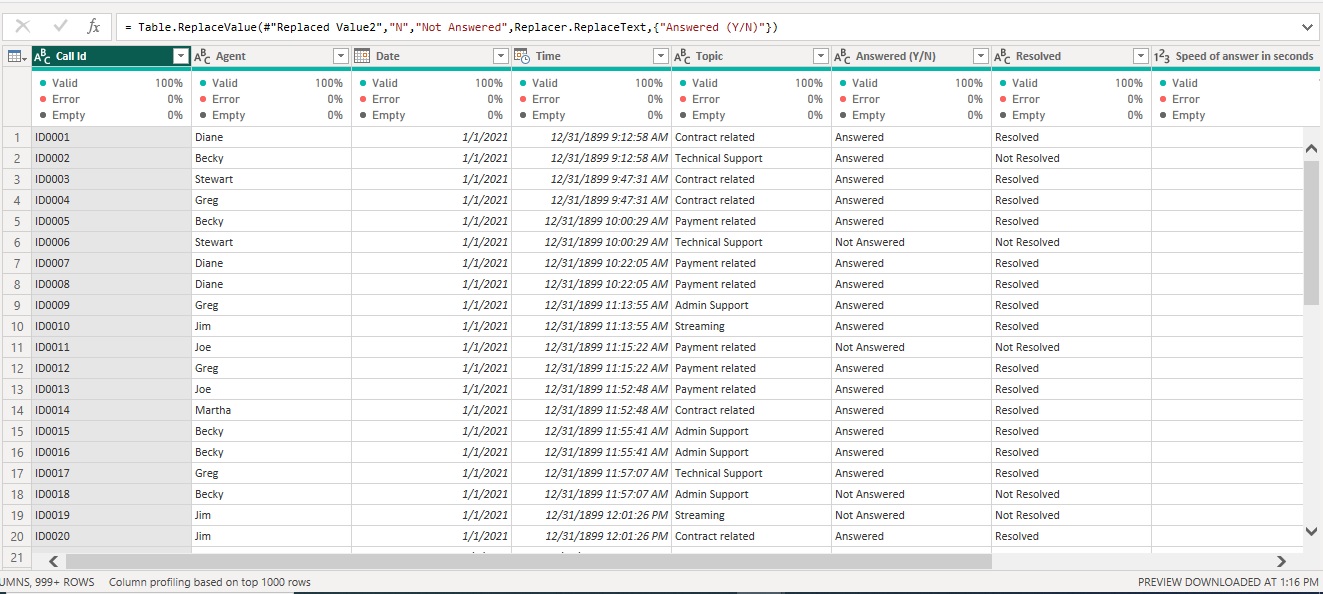 fx = Table.ReplaceValue(#"Replaced Value2","N","Not Answered",Replacer.ReplaceText,{"Answered (Y/N)"})
ABC Call Id ABC Agent Date Time ABC Topic ABC Answered (Y/N) ABC Resolved 123 Speed of answer in seconds
Valid 100% Valid 100% Valid 100% Valid 100% Valid 100% Valid 100% Valid 100% Valid
Error 0% Error 0% Error 0% Error 0% Error 0% Error 0% Error 0% Error
Empty 0% Empty 0% Empty 0% Empty 0% Empty 0% Empty 0% Empty 0% Empty
1 ID0001 Diane 1/1/2021 12/31/1899 9:12:58 AM Contract related Answered Resolved
2 ID0002 Becky 1/1/2021 12/31/1899 9:12:58 AM Technical Support Answered Not Resolved
3 ID0003 Stewart 1/1/2021 12/31/1899 9:47:31 AM Contract related Answered Resolved
4 ID0004 Greg 1/1/2021 12/31/1899 9:47:31 AM Contract related Answered Resolved
5 ID0005 Becky 1/1/2021 12/31/1899 10:00:29 AM Payment related Answered Resolved
6 ID0006 Stewart 1/1/2021 12/31/1899 10:00:29 AM Technical Support Not Answered Not Resolved
7 ID0007 Diane 1/1/2021 12/31/1899 10:22:05 AM Payment related Answered Resolved
8 ID0008 Diane 1/1/2021 12/31/1899 10:22:05 AM Payment related Answered Resolved
9 ID0009 Greg 1/1/2021 12/31/1899 11:13:55 AM Admin Support Answered Resolved
10 ID0010 Jim 1/1/2021 12/31/1899 11:13:55 AM Streaming Answered Resolved
11 ID0011 Joe 1/1/2021 12/31/1899 11:15:22 AM Payment related Not Answered Not Resolved
12 ID0012 Greg 1/1/2021 12/31/1899 11:15:22 AM Payment related Answered Resolved
13 ID0013 Joe 1/1/2021 12/31/1899 11:52:48 AM Payment related Answered Resolved
14 ID0014 Martha 1/1/2021 12/31/1899 11:52:48 AM Contract related Answered Resolved
15 ID0015 Becky 1/1/2021 12/31/1899 11:55:41 AM Admin Support Answered Resolved
16 ID0016 Becky 1/1/2021 12/31/1899 11:55:41 AM Admin Support Answered Resolved
17 ID0017 Greg 1/1/2021 12/31/1899 11:57:07 AM Technical Support Answered Resolved
18 ID0018 Becky 1/1/2021 12/31/1899 11:57:07 AM Admin Support Not Answered Not Resolved
19 ID0019 Jim 1/1/2021 12/31/1899 12:01:26 PM Streaming Not Answered Not Resolved
20 ID0020 Jim 1/1/2021 12/31/1899 12:01:26 PM Contract related Answered Resolved
21
UMNS, 999+ ROWS Column profiling based on top 1000 rows PREVIEW DOWNLOADED AT 1:16 PM